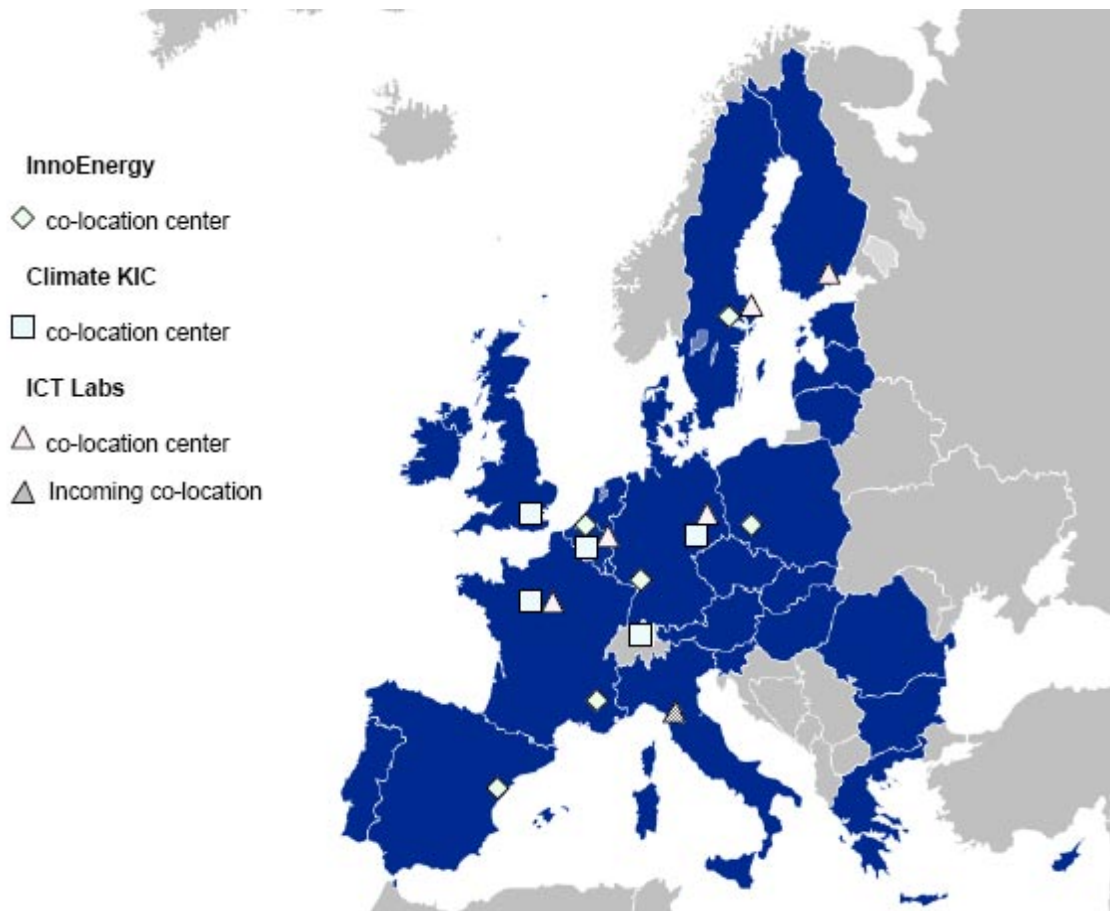 InnoEnergy
co-location center
Climate KIC
co-location center
ICT Labs
co-location center
Incoming co-location